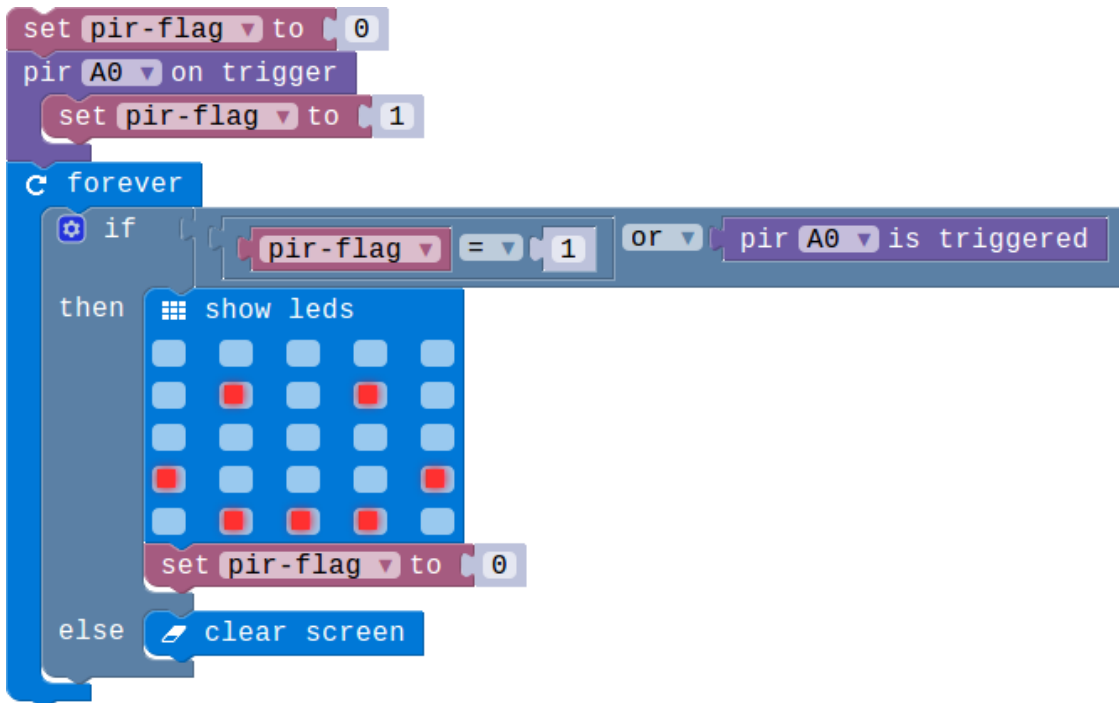 set pir-flag to 0
pir A0 on trigger
set pir-flag to 1
forever
if pir-flag = 1 or pir A0 is triggered
then show leds
set pir-flag to 0
else clear screen